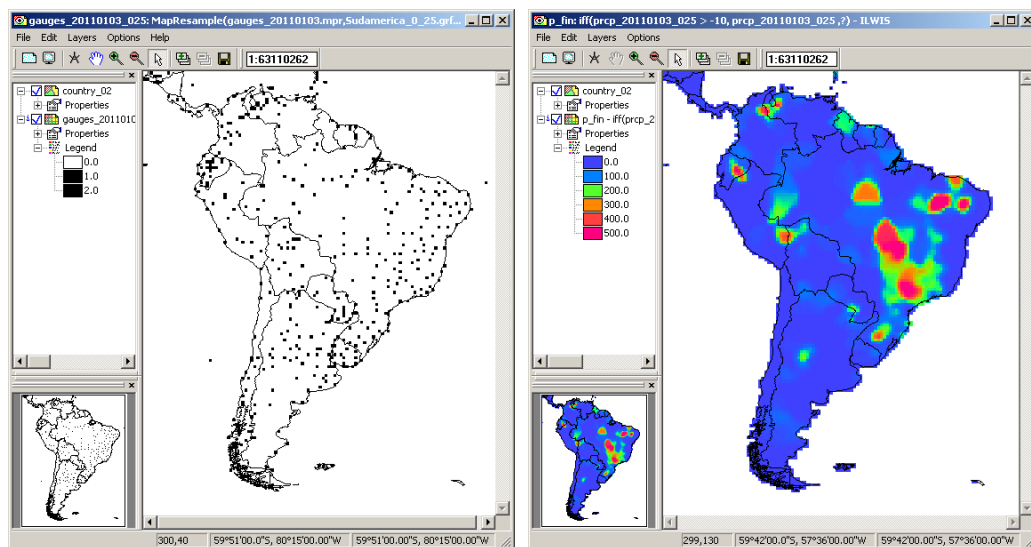 gauges_20110103_025: MapResample(gauges_20110103.mpr,Sudamerica_0_25.grf...
File Edit Layers Options Help
1:63110262
country_02
Properties
gauges_2011010
Properties
Legend
0.0
1.0
2.0
300,40 59°51'00.0"S, 80°15'00.00"W 59°51'00.0"S, 80°15'00.00"W
p_fin: iff(prcp_20110103_025 > -10, prcp_20110103_025 ,?) - ILWIS
File Edit Layers Options Help
1:63110262
country_02
Properties
p_fin - iff(prcp_2
Properties
Legend
0.0
100.0
200.0
300.0
400.0
500.0
299,130 59°42'00.0"S, 57°36'00.00"W 59°42'00.0"S, 57°36'00.00"W